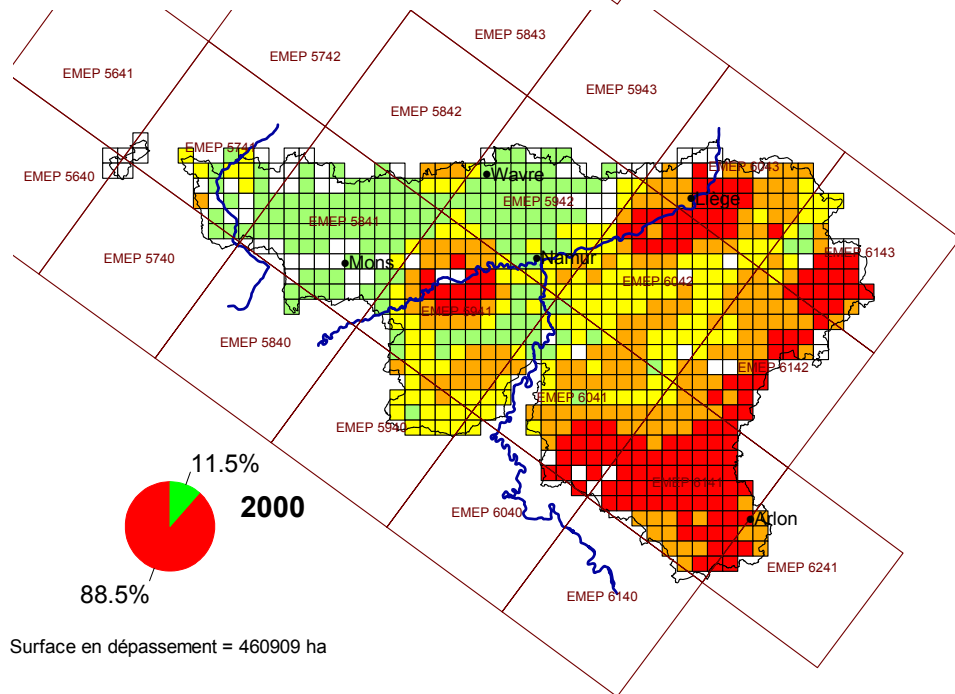 EMEP 5843
EMEP 5742
EMEP 5641
EMEP 5943
EMEP 5842
EMEP 5741
EMEP 6043
EMEP 5640
Wavre
Liège
EMEP 5942
EMEP 5841
EMEP 6143
EMEP 5740
Mons
Namur
EMEP 6042
EMEP 5941
EMEP 5840
EMEP 6142
EMEP 6041
EMEP 5940
11.5%
EMEP 6141
2000
EMEP 6040
Arlon
EMEP 6241
88.5%
EMEP 6140
Surface en dépassement = 460909 ha